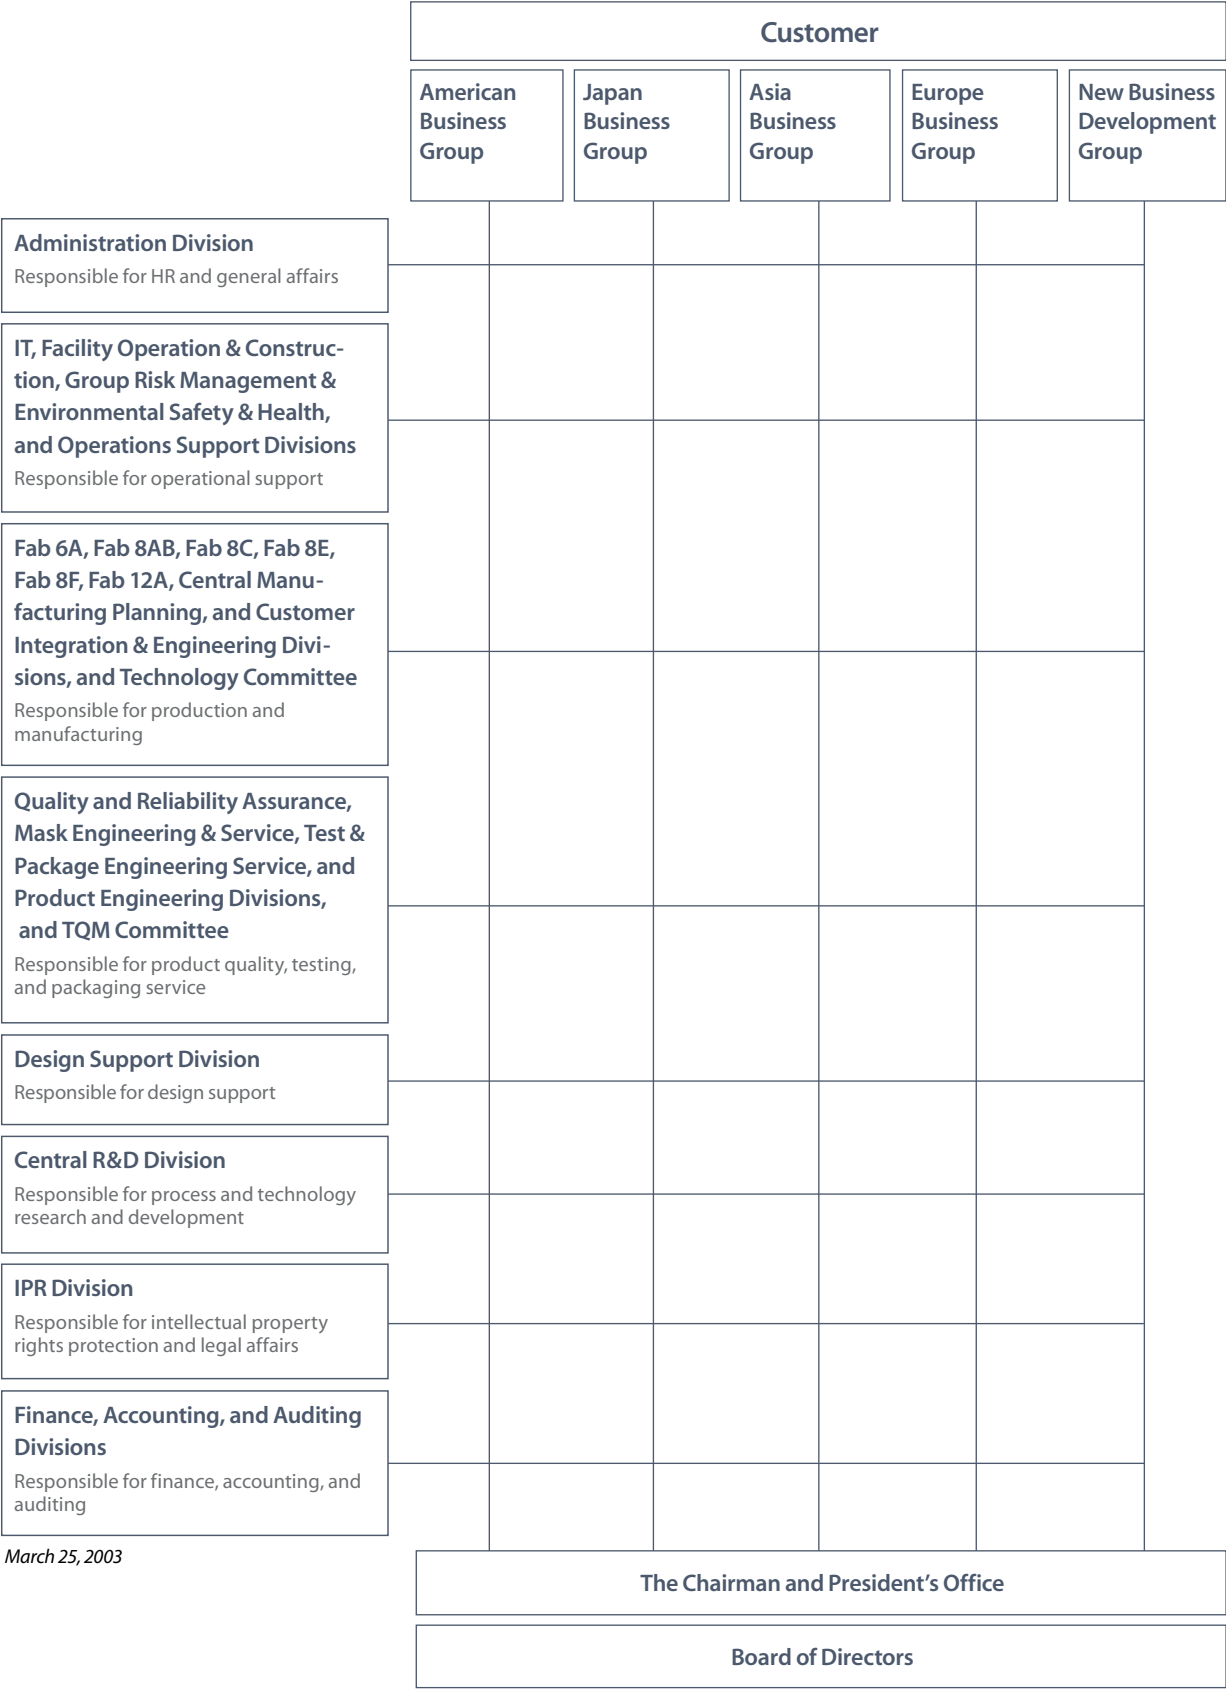 Customer
American
Business
Group
Japan
Business
Group
Asia
Business
Group
Europe
Business
Group
New Business
Development
Group
Administration Division
Responsible for HR and general affairs
IT, Facility Operation & Construc-
tion, Group Risk Management &
Environmental Safety & Health,
and Operations Support Divisions
Responsible for operational support
Fab 6A, Fab 8AB, Fab 8C, Fab 8E,
Fab 8F, Fab 12A, Central Manu-
facturing Planning, and Customer
Integration & Engineering Divi-
sions, and Technology Committee
Responsible for production and
manufacturing
Quality and Reliability Assurance,
Mask Engineering & Service, Test &
Package Engineering Service, and
Product Engineering Divisions,
and TQM Committee
Responsible for product quality, testing,
and packaging service
Design Support Division
Responsible for design support
Central R&D Division
Responsible for process and technology
research and development
IPR Division
Responsible for intellectual property
rights protection and legal affairs
Finance, Accounting, and Auditing
Divisions
Responsible for finance, accounting, and
auditing
March 25, 2003
The Chairman and President’s Office
Board of Directors